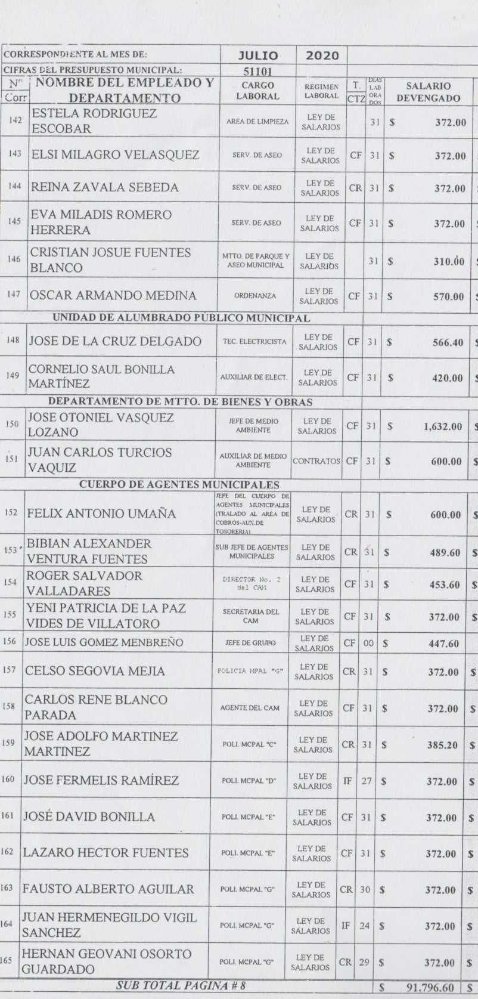 CORRESPONDIENTE AL MES DE: JULIO 2020
CIFRAS DEL PRESUPUESTO MUNICIPAL: 51101
Nº Corr NOMBRE DEL EMPLEADO Y DEPARTAMENTO CARGO LABORAL REGIMEN LABORAL T. CTZ DIAS LAB ORA DOS SALARIO DEVENGADO
142 ESTELA RODRIGUEZ ESCOBAR AREA DE LIMPIEZA LEY DE SALARIOS 31 $ 372.00
143 ELSI MILAGRO VELASQUEZ SERV. DE ASEO LEY DE SALARIOS CF 31 $ 372.00
144 REINA ZAVALA SEBEDA SERV. DE ASEO LEY DE SALARIOS CR 31 $ 372.00
145 EVA MILADIS ROMERO HERRERA SERV. DE ASEO LEY DE SALARIOS CF 31 $ 372.00
146 CRISTIAN JOSUE FUENTES BLANCO MTTO. DE PARQUE Y ASEO MUNICIPAL LEY DE SALARIOS 31 $ 310.00
147 OSCAR ARMANDO MEDINA ORDENANZA LEY DE SALARIOS CF 31 $ 570.00
UNIDAD DE ALUMBRADO PÚBLICO MUNICIPAL
148 JOSE DE LA CRUZ DELGADO TEC. ELECTRICISTA LEY DE SALARIOS CF 31 $ 566.40 $
149 CORNELIO SAUL BONILLA MARTÍNEZ AUXILIAR DE ELECT. LEY DE SALARIOS CF 31 $ 420.00 $
DEPARTAMENTO DE MTTO. DE BIENES Y OBRAS
150 JOSE OTONIEL VASQUEZ LOZANO JEFE DE MEDIO AMBIENTE LEY DE SALARIOS CF 31 $ 1,632.00 $
151 JUAN CARLOS TURCIOS VAQUIZ AUXILIAR DE MEDIO AMBIENTE CONTRATOS CF 31 $ 600.00 $
CUERPO DE AGENTES MUNICIPALES
152 FELIX ANTONIO UMAÑA JEFE DEL CUERPO DE AGENTES MUNICIPALES (TRALADO AL AREA DE COBROS-AUX.DE TOSORERIA) LEY DE SALARIOS CR 31 $ 600.00 $
153 BIBIAN ALEXANDER VENTURA FUENTES SUB JEFE DE AGENTES MUNICIPALES LEY DE SALARIOS CR 31 $ 489.60 $
154 ROGER SALVADOR VALLADARES DIRECTOR No. 2 del CAM LEY DE SALARIOS CF 31 $ 453.60 $
155 YENI PATRICIA DE LA PAZ VIDES DE VILLATORO SECRETARIA DEL CAM LEY DE SALARIOS CF 31 $ 372.00 $
156 JOSE LUIS GOMEZ MENBREÑO JEFE DE GRUPO LEY DE SALARIOS CF 00 $ 447.60
157 CELSO SEGOVIA MEJIA POLICIA MPAL "G" LEY DE SALARIOS CR 31 $ 372.00 $
158 CARLOS RENE BLANCO PARADA AGENTE DEL CAM LEY DE SALARIOS CF 31 $ 372.00 $
159 JOSE ADOLFO MARTINEZ MARTINEZ POLI. MCPAL "C" LEY DE SALARIOS CR 31 $ 385.20 $
160 JOSE FERMELIS RAMÍREZ POLI. MCPAL "D" LEY DE SALARIOS IF 27 $ 372.00 $
161 JOSÉ DAVID BONILLA POLI. MCPAL "E" LEY DE SALARIOS CF 31 $ 372.00 $
162 LAZARO HECTOR FUENTES POLI. MCPAL "E" LEY DE SALARIOS CF 31 $ 372.00 $
163 FAUSTO ALBERTO AGUILAR POLI. MCPAL "G" LEY DE SALARIOS CR 30 $ 372.00 $
164 JUAN HERMENEGILDO VIGIL SANCHEZ POLI. MCPAL "G" LEY DE SALARIOS IF 24 $ 372.00 $
165 HERNAN GEOVANI OSORTO GUARDADO POLI. MCPAL "G" LEY DE SALARIOS CR 29 $ 372.00 $
SUB TOTAL PAGINA # 8 $ 91,796.60 $